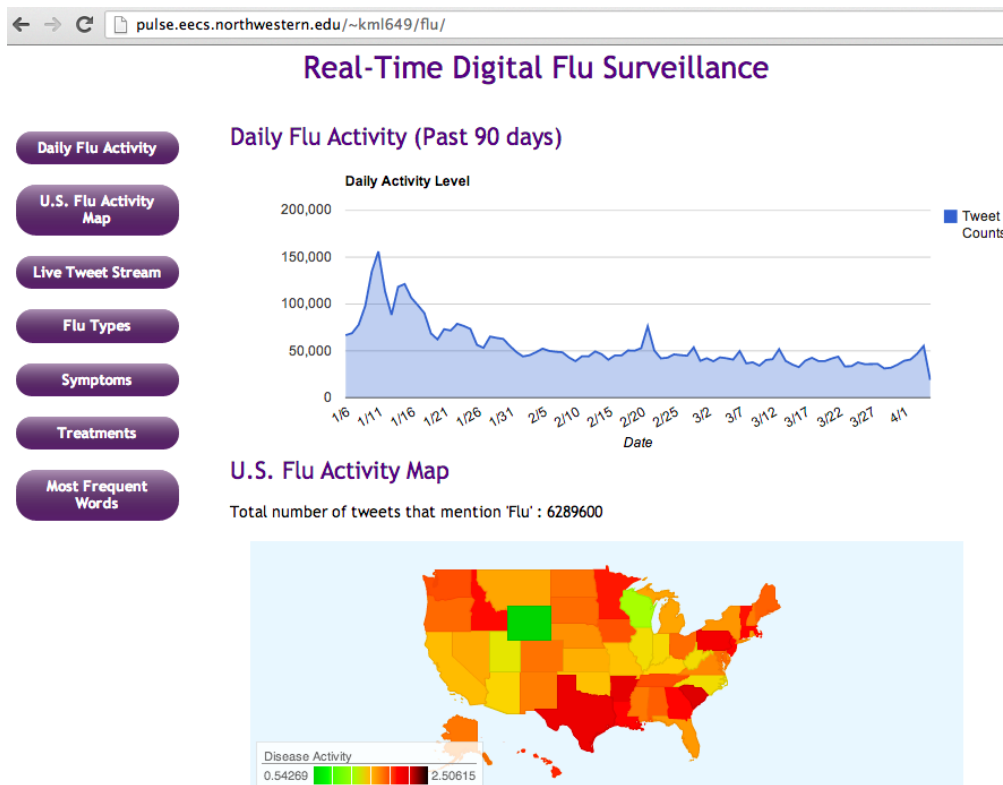 pulse.eecs.northwestern.edu/~kml649/flu/
Real-Time Digital Flu Surveillance
Daily Flu Activity
U.S. Flu Activity
Map
Live Tweet Stream
Flu Types
Symptoms
Treatments
Most Frequent
Words
Daily Flu Activity (Past 90 days)
Daily Activity Level
200,000
150,000
100,000
50,000
0
Tweet
Counts
1/6 1/11 1/16 1/21 1/26 1/31 2/5 2/10 2/15 2/20 2/25 3/2 3/7 3/12 3/17 3/22 3/27 4/1
Date
U.S. Flu Activity Map
Total number of tweets that mention 'Flu' : 6289600
Disease Activity
0.54269 2.50615